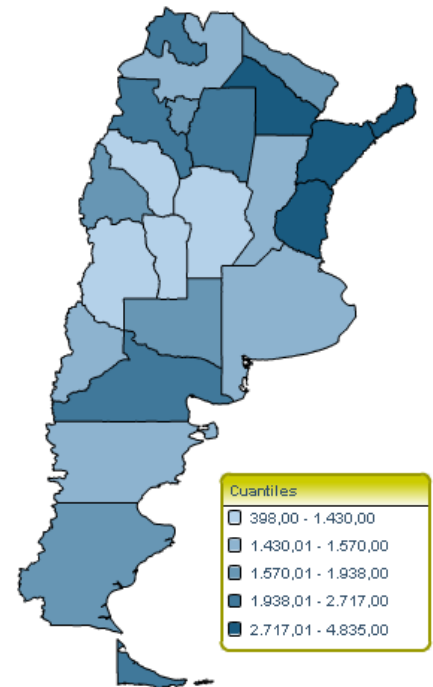 Cuantiles
398,00 - 1.430,00
1.430,01 - 1.570,00
1.570,01 - 1.938,00
1.938,01 - 2.717,00
2.717,01 - 4.835,00